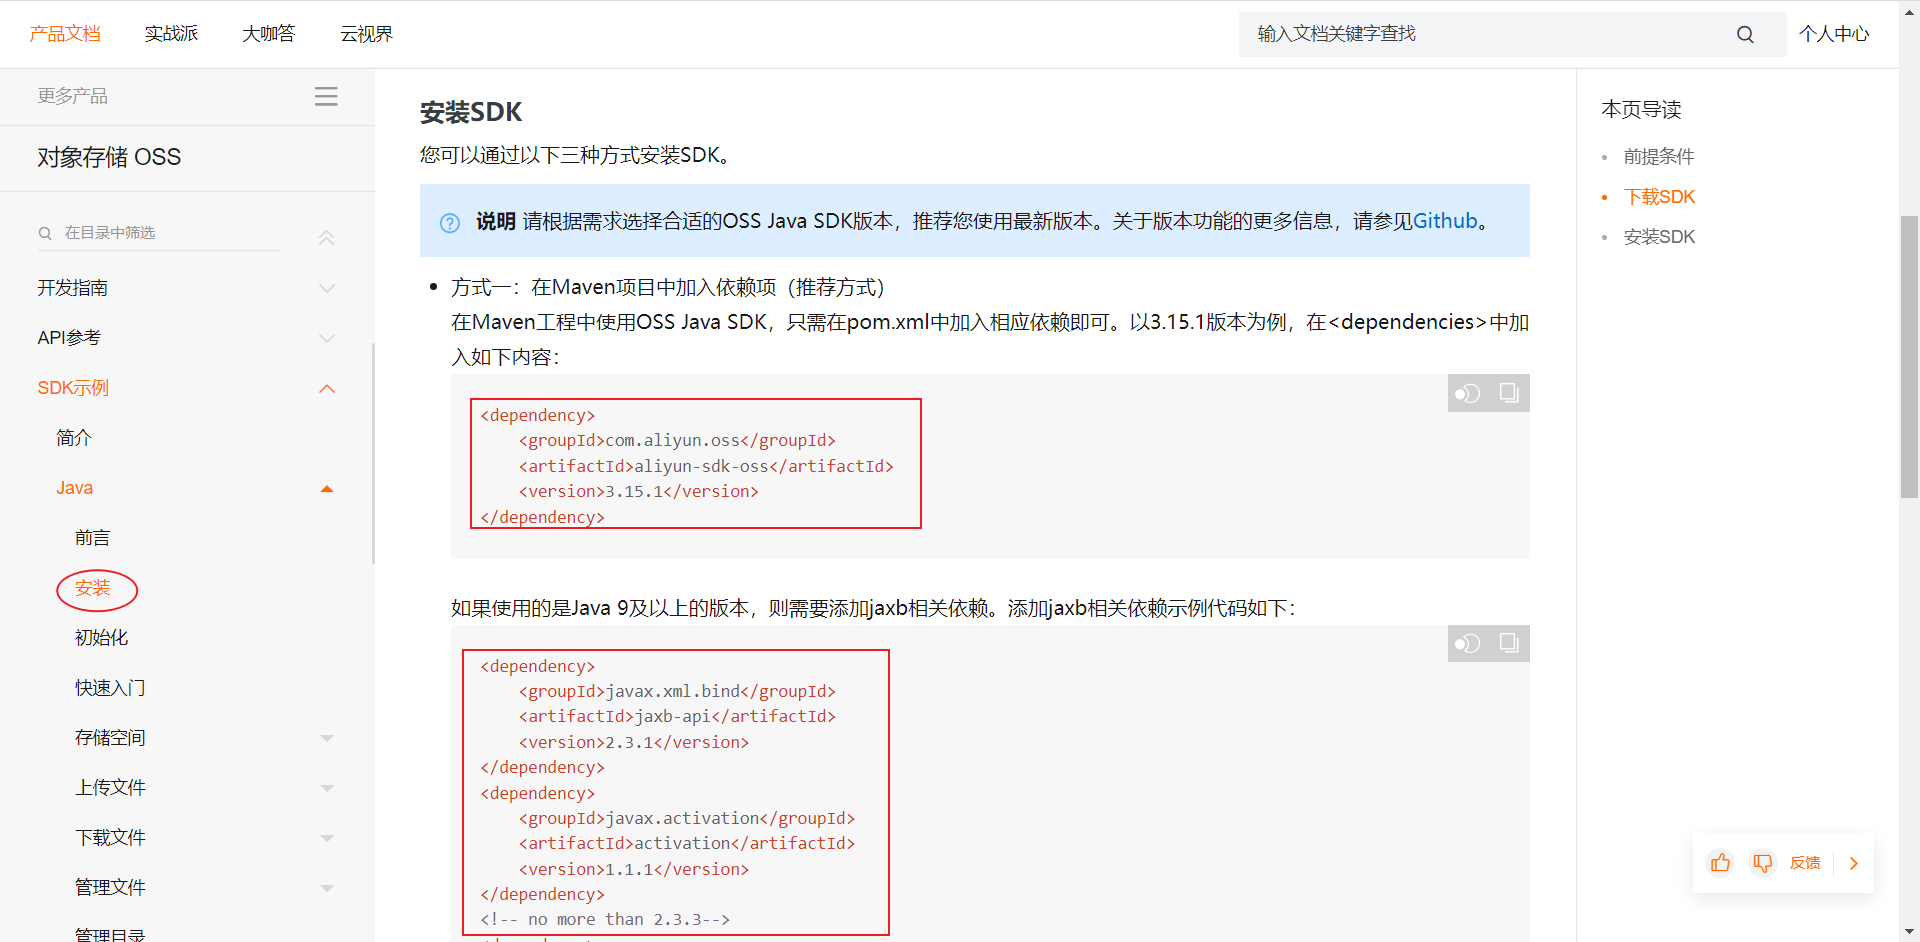 产品文档 实战派 大咖答 云视界 输入文档关键字查找 个人中心
更多产品
对象存储 OSS
在目录中筛选
开发指南
API参考
SDK示例
简介
Java
前言
安装
初始化
快速入门
存储空间
上传文件
下载文件
管理文件
管理目录
安装SDK
您可以通过以下三种方式安装SDK。
说明 请根据需求选择合适的OSS Java SDK版本，推荐您使用最新版本。关于版本功能的更多信息，请参见Github。
方式一：在Maven项目中加入依赖项（推荐方式）
在Maven工程中使用OSS Java SDK，只需在pom.xml中加入相应依赖即可。以3.15.1版本为例，在<dependencies>中加
入如下内容：
<dependency>
    <groupId>com.aliyun.oss</groupId>
    <artifactId>aliyun-sdk-oss</artifactId>
    <version>3.15.1</version>
</dependency>
如果使用的是Java 9及以上的版本，则需要添加jaxb相关依赖。添加jaxb相关依赖示例代码如下：
<dependency>
    <groupId>javax.xml.bind</groupId>
    <artifactId>jaxb-api</artifactId>
    <version>2.3.1</version>
</dependency>
<dependency>
    <groupId>javax.activation</groupId>
    <artifactId>activation</artifactId>
    <version>1.1.1</version>
</dependency>
<!-- no more than 2.3.3-->
本页导读
前提条件
下载SDK
安装SDK
反馈